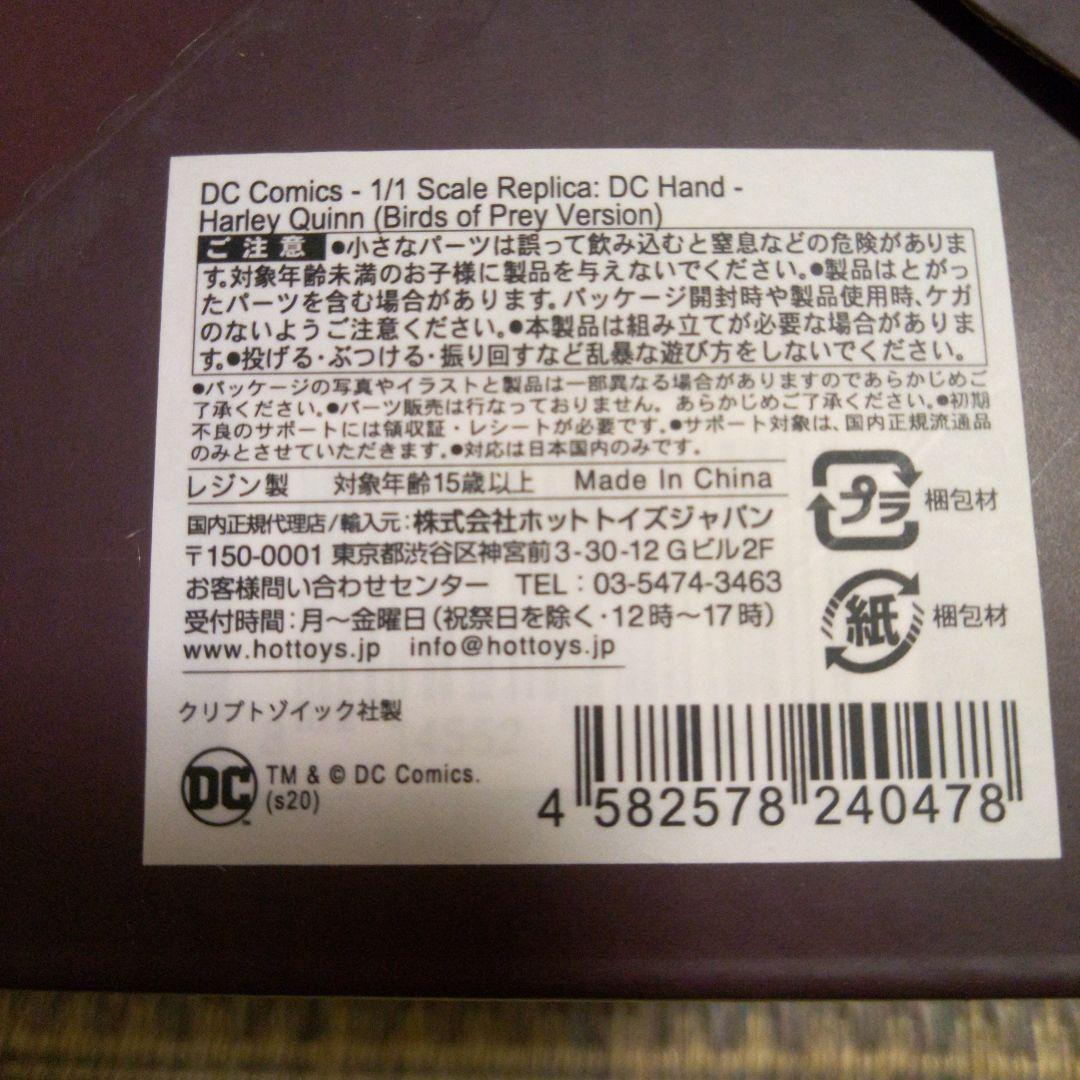 DC Comics - 1/1 Scale Replica: DC Hand -
Harley Quinn (Birds of Prey Version)
ご注意 ●小さなパーツは誤って飲み込むと窒息などの危険がありま
す。対象年齢未満のお子様に製品を与えないでください。●製品はとがっ
たパーツを含む場合があります。パッケージ開封時や製品使用時、ケガ
のないようご注意ください。●本製品は組み立てが必要な場合がありま
す。●投げる・ぶつける・振り回すなど乱暴な遊び方をしないでください。
●パッケージの写真やイラストと製品は一部異なる場合がありますのであらかじめご
了承ください。●パーツ販売は行なっておりません。あらかじめご了承ください。●初期
不良のサポートには領収証・レシートが必要です。●サポート対象は、国内正規流通品
のみとさせていただきます。●対応は日本国内のみです。
レジン製 対象年齢15歳以上 Made In China
国内正規代理店/輸入元:株式会社ホットトイズジャパン
〒150-0001 東京都渋谷区神宮前3-30-12 Gビル2F
お客様問い合わせセンター TEL:03-5474-3463
受付時間:月〜金曜日(祝祭日を除く・12時〜17時)
www.hottoys.jp info@hottoys.jp
プラ 梱包材
紙 梱包材
クリプトゾイック社製
DC TM & © DC Comics.
(s20)
4 582578 240478